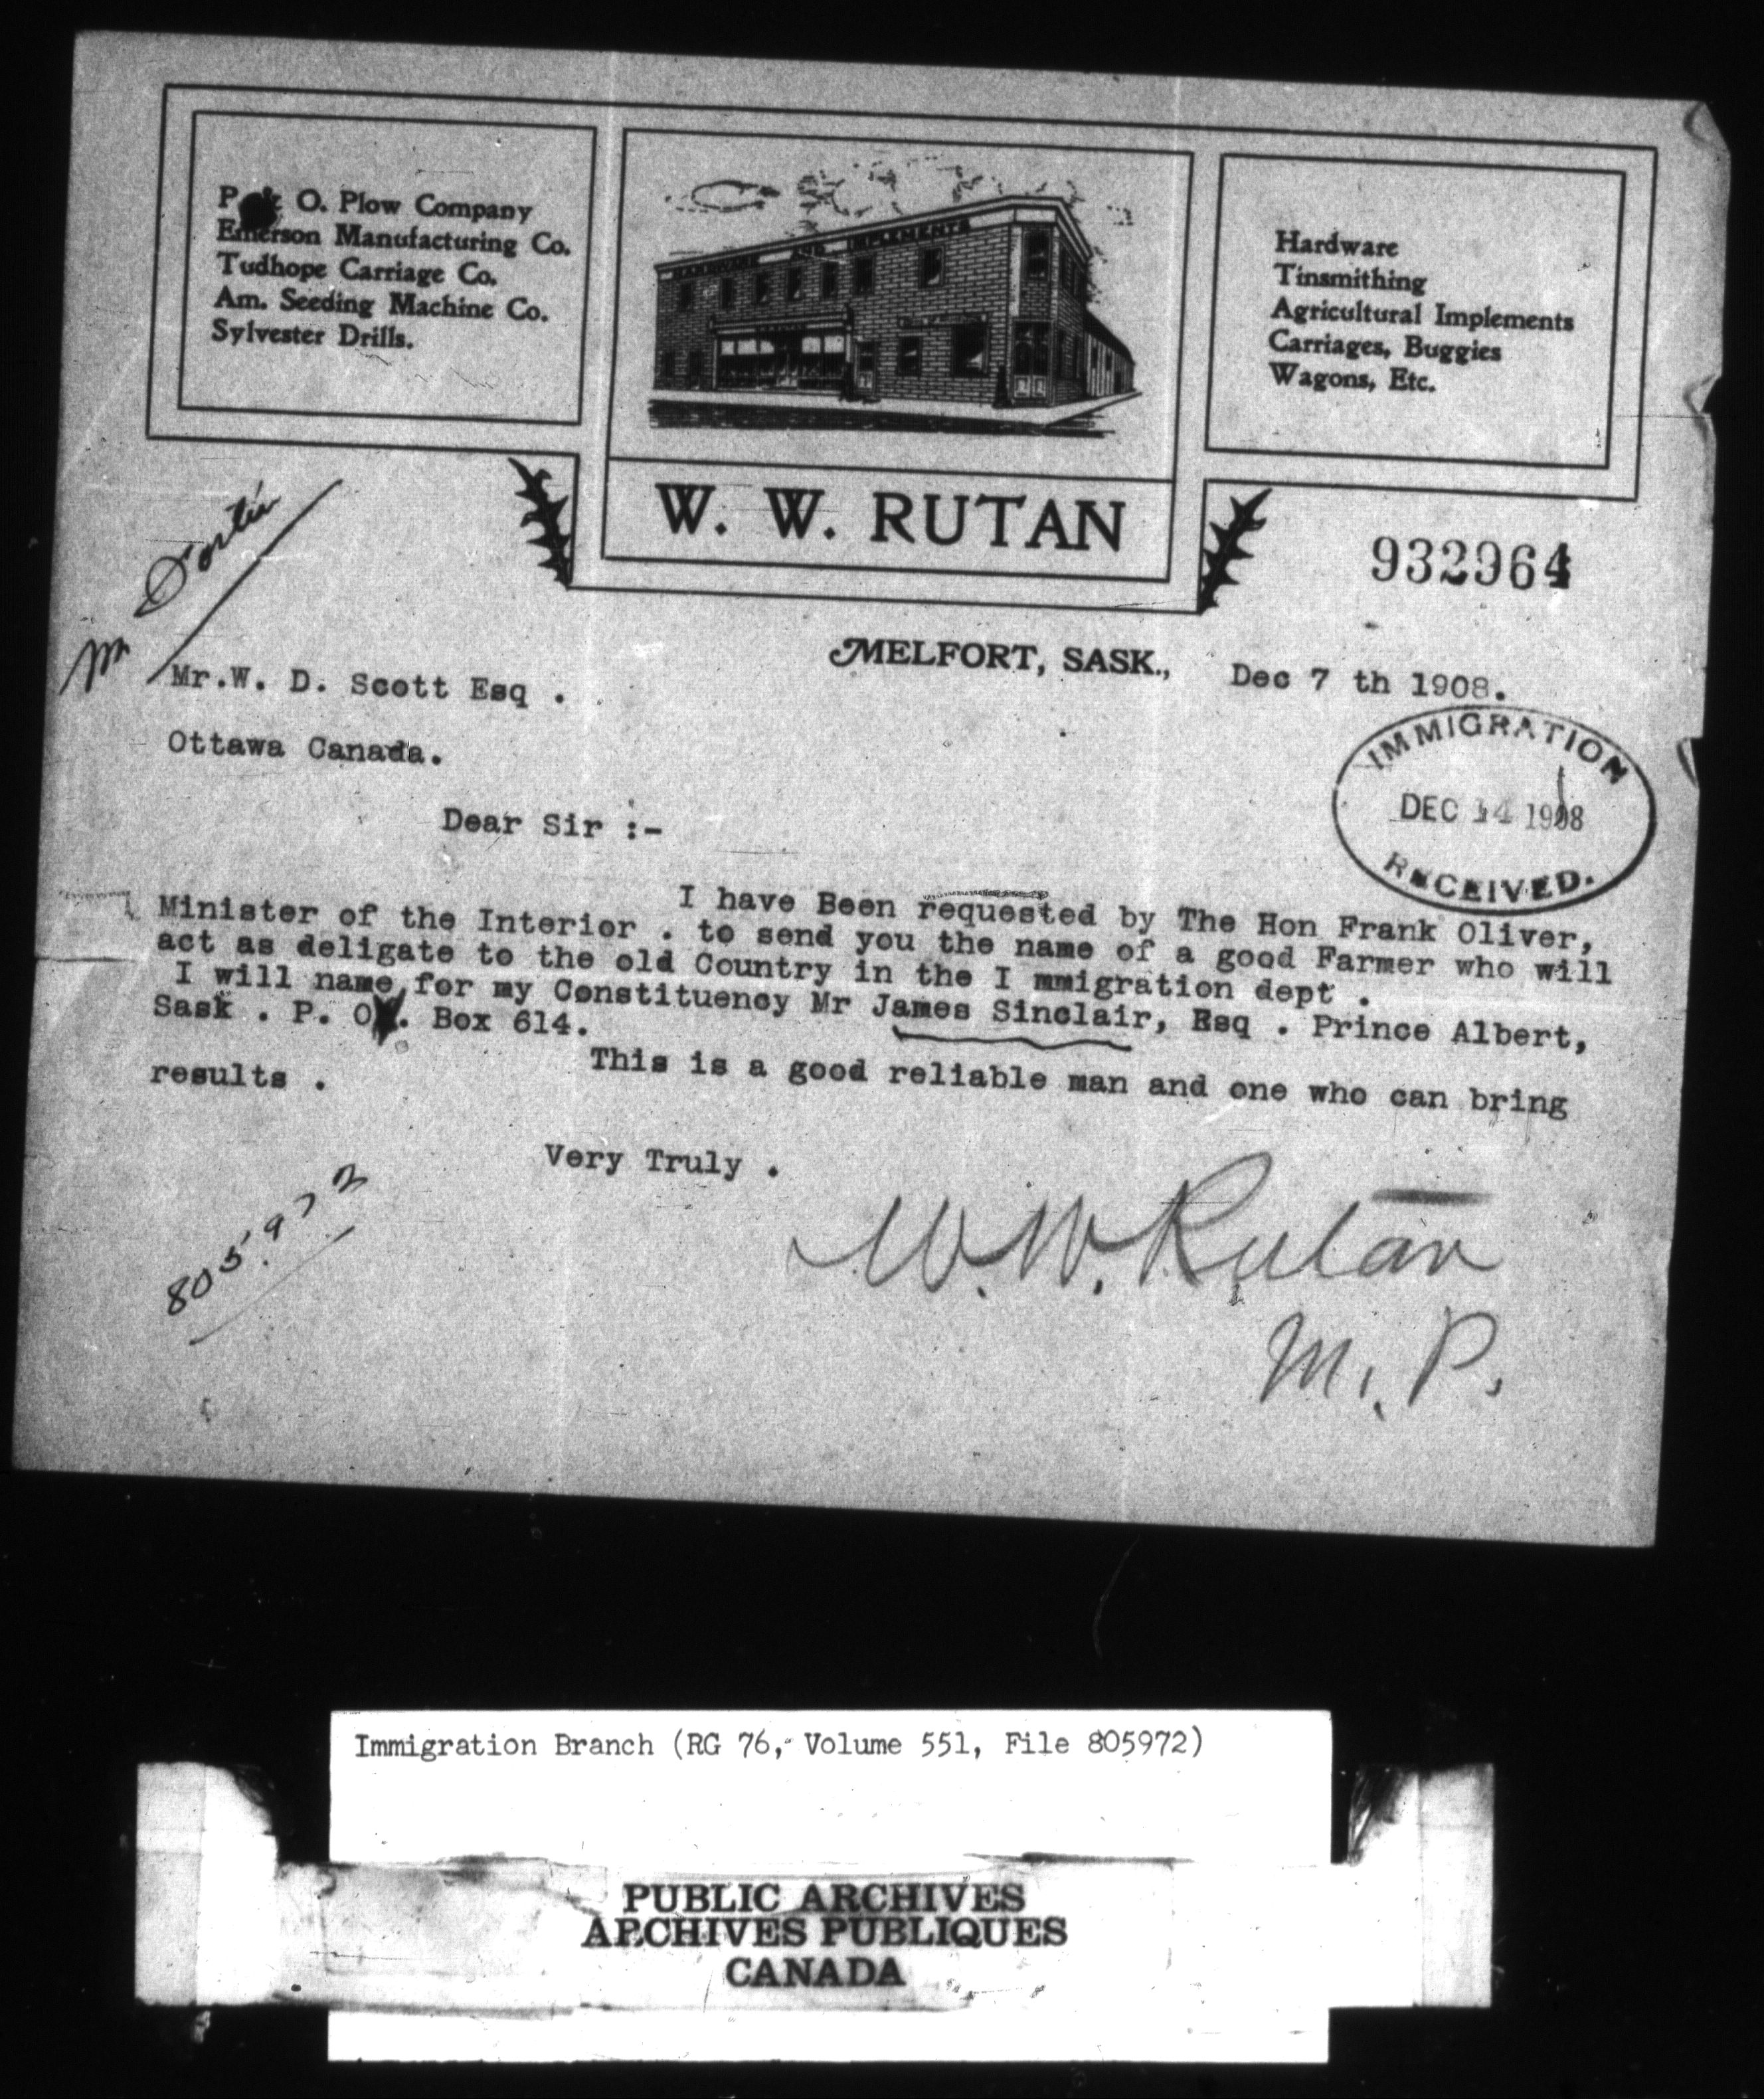 O. Plow Company
Emerson Manufacturing Co.
Tudhope Carriage Co.
Am. Seeding Machine Co.
Sylvester Drills.
HARDWARE AND IMPLEMENTS
Hardware
Tinsmithing
Agricultural Implements
Carriages, Buggies
Wagons, Etc.
W. W. RUTAN
932964
Mr Fortier
MELFORT, SASK., Dec 7 th 1908.
Mr.W. D. Scott Esq .
Ottawa Canada.
IMMIGRATION
DEC 14 1908
RECEIVED.
Dear Sir :-
I have Been requested by The Hon Frank Oliver,
Minister of the Interior . to send you the name of a good Farmer who will
act as deligate to the old Country in the I mmigration dept .
I will name,for my Constituency Mr James Sinclair, Esq . Prince Albert,
Sask . P. O. Box 614.
This is a good reliable man and one who can bring
results .
Very Truly .
W. W. Rutan
M. P.
805972
Immigration Branch (RG 76, Volume 551, File 805972)
PUBLIC ARCHIVES
ARCHIVES PUBLIQUES
CANADA